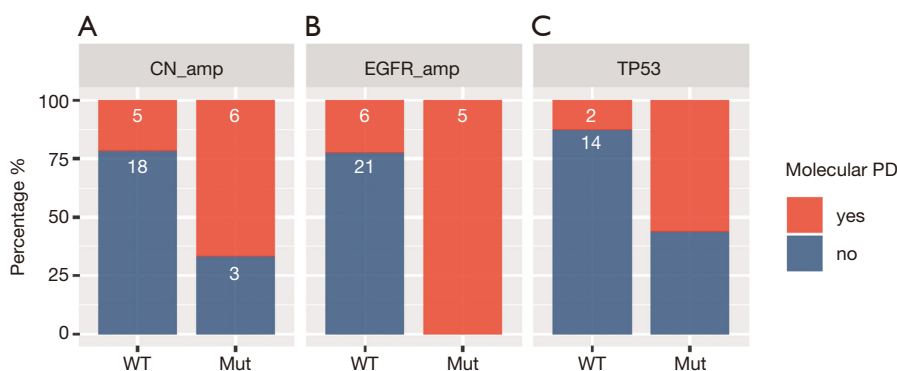 A
B
C
CN_amp
EGFR_amp
TP53
Percentage %
100
75
50
25
0
5
6
18
3
6
5
21
2
14
WT
Mut
WT
Mut
WT
Mut
Molecular PD
yes
no